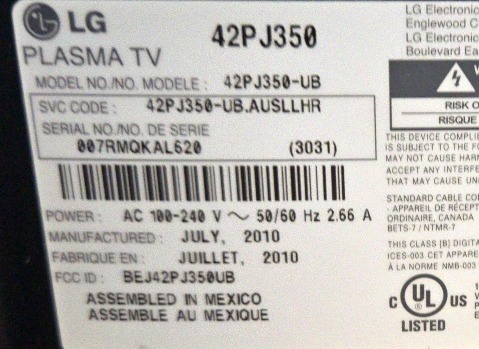 LG
42PJ350
PLASMA TV
MODEL NO./NO. MODELE : 42PJ350-UB
SVC CODE : 42PJ350-UB.AUSLLHR
SERIAL NO./NO. DE SERIE
007RMQKAL620 (3031)
POWER : AC 100-240 V ~ 50/60 Hz 2.66 A
MANUFACTURED : JULY, 2010
FABRIQUE EN : JUILLET, 2010
FCC ID : BEJ42PJ350UB
ASSEMBLED IN MEXICO
ASSEMBLE AU MEXIQUE
LG Electronic
Englewood C
LG Electronic
Boulevard Ea
RISK O
RISQUE
THIS DEVICE COMPLIE
IS SUBJECT TO THE FO
MAY NOT CAUSE HARM
ACCEPT ANY INTERFE
THAT MAY CAUSE UN
STANDARD CABLE CO
- APPAREIL DE RÉCEPT
ORDINAIRE, CANADA
BETS-7 / NTMR-7
THIS CLASS [B] DIGITA
ICES-003 CET APPARE
À LA NORME NMB-003
C UL US
LISTED